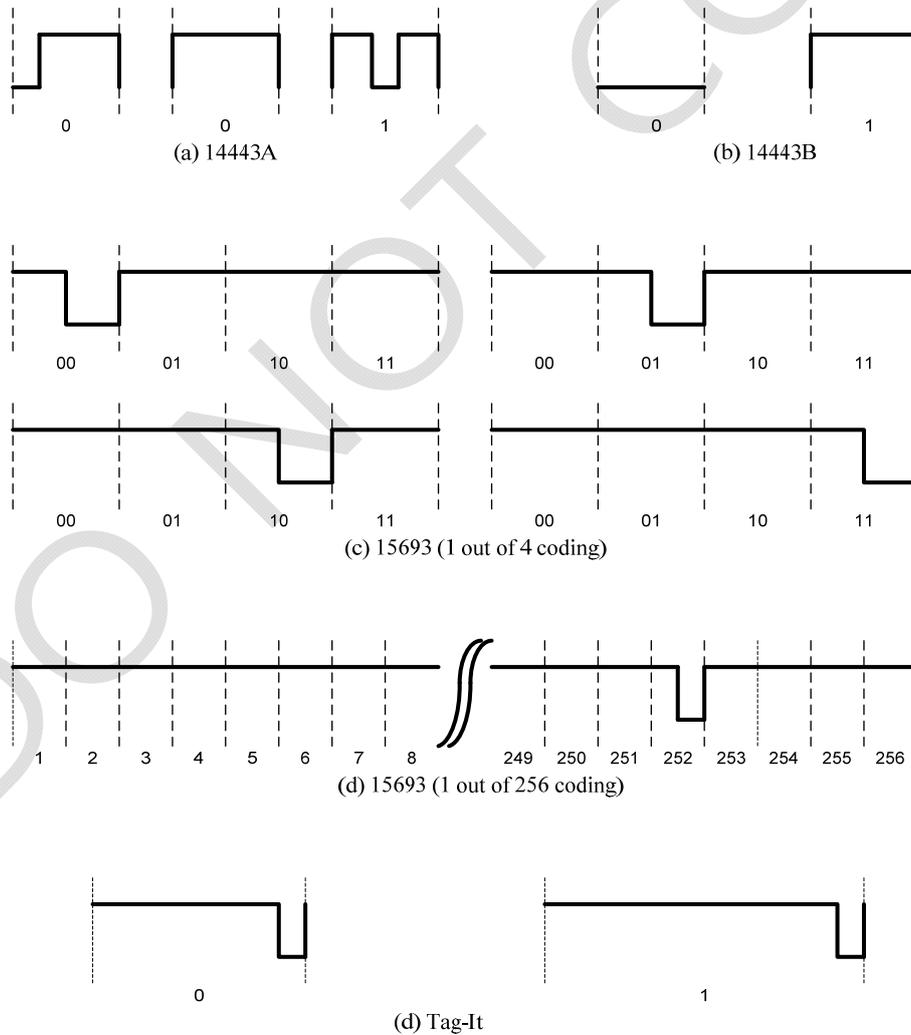 0 0 1 0 1
(a) 14443A (b) 14443B
00 01 10 11 00 01 10 11
00 01 10 11 00 01 10 11
(c) 15693 (1 out of 4 coding)
1 2 3 4 5 6 7 8 249 250 251 252 253 254 255 256
(d) 15693 (1 out of 256 coding)
0 1
(d) Tag-It
DO NOT CO